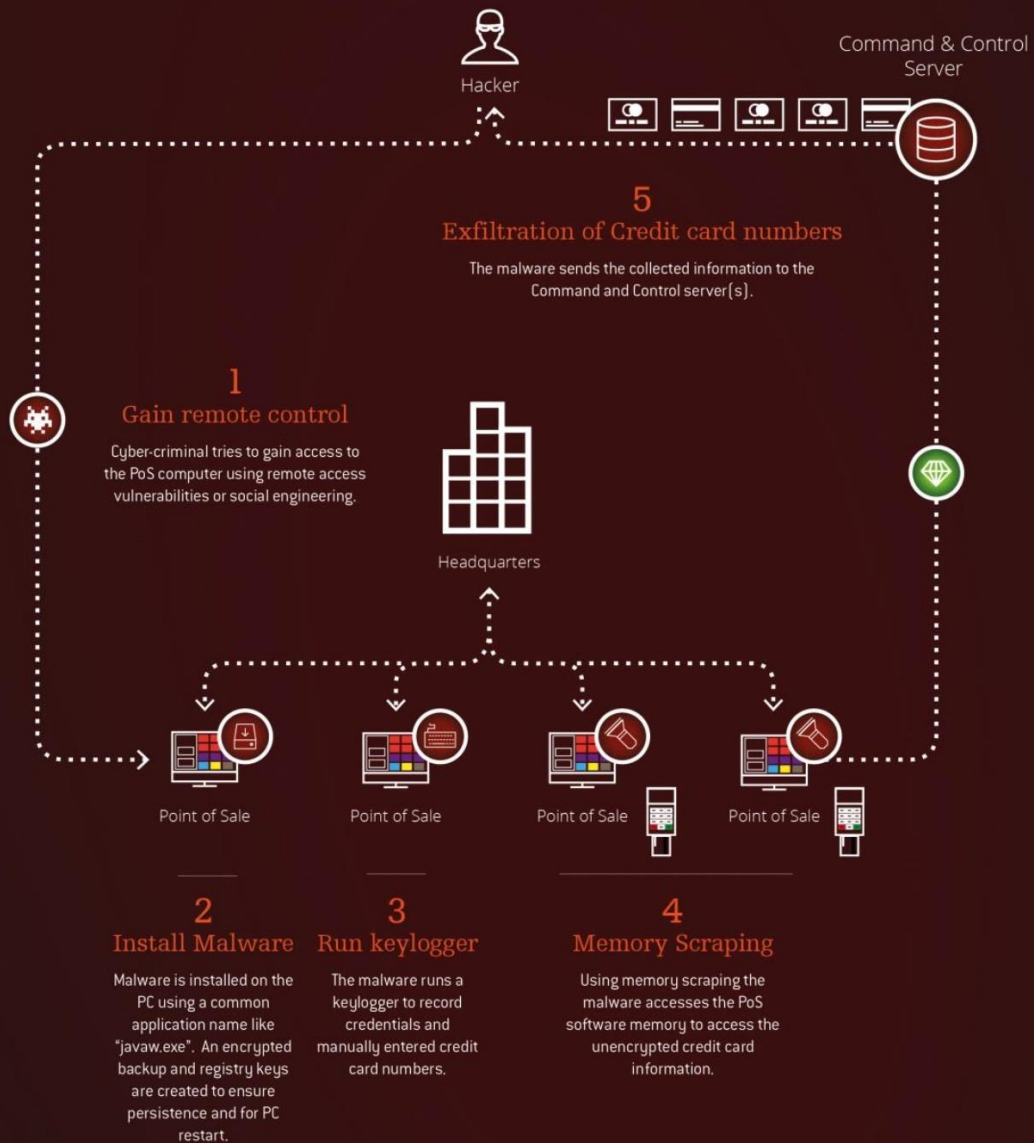 Hacker
Command & Control
Server
5
Exfiltration of Credit card numbers
The malware sends the collected information to the
Command and Control server(s).
1
Gain remote control
Cyber-criminal tries to gain access to
the PoS computer using remote access
vulnerabilities or social engineering.
Headquarters
Point of Sale
Point of Sale
Point of Sale
Point of Sale
2
Install Malware
Malware is installed on the
PC using a common
application name like
"javaw.exe". An encrypted
backup and registry keys
are created to ensure
persistence and for PC
restart.
3
Run keylogger
The malware runs a
keylogger to record
credentials and
manually entered credit
card numbers.
4
Memory Scraping
Using memory scraping the
malware accesses the PoS
software memory to access the
unencrypted credit card
information.